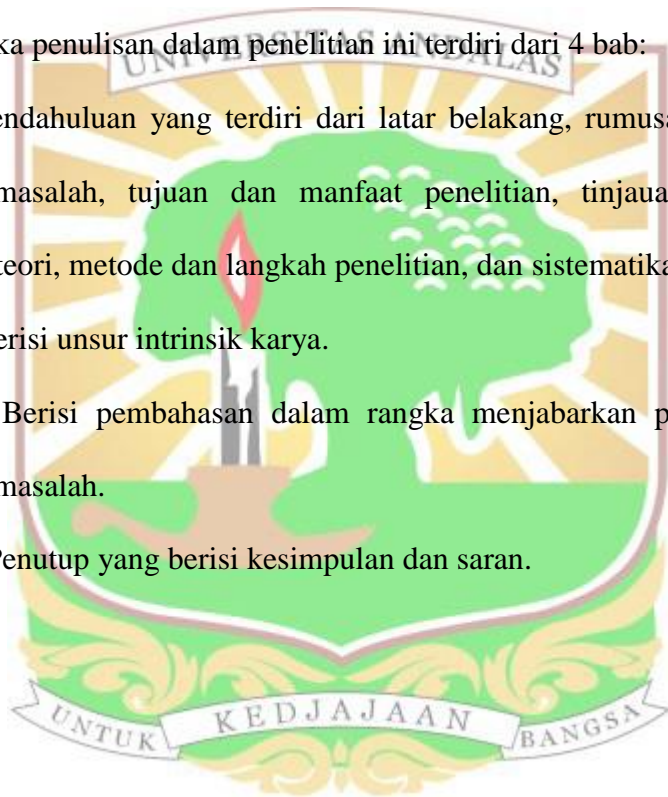 ka penulisan dalam penelitian ini terdiri dari 4 bab:
UNIVERSITAS ANDALAS
endahuluan yang terdiri dari latar belakang, rumusa
masalah, tujuan dan manfaat penelitian, tinjaua
teori, metode dan langkah penelitian, dan sistematika
erisi unsur intrinsik karya.
Berisi pembahasan dalam rangka menjabarkan p
masalah.
Penutup yang berisi kesimpulan dan saran.
UNTUK KEDJAJAAN BANGSA